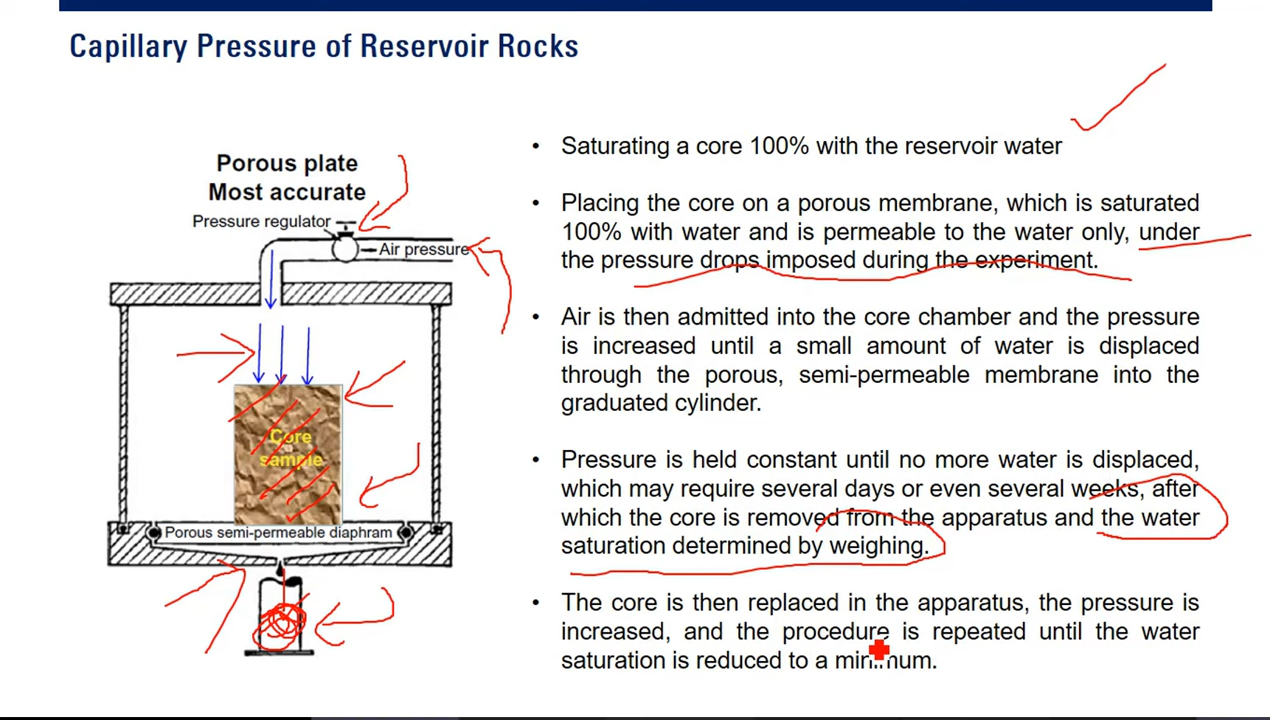 Capillary Pressure of Reservoir Rocks
Porous plate
Most accurate
Pressure regulator
Air pressure
Core
sample
Porous semi-permeable diaphram
• Saturating a core 100% with the reservoir water
• Placing the core on a porous membrane, which is saturated
100% with water and is permeable to the water only, under
the pressure drops imposed during the experiment.
• Air is then admitted into the core chamber and the pressure
is increased until a small amount of water is displaced
through the porous, semi-permeable membrane into the
graduated cylinder.
• Pressure is held constant until no more water is displaced,
which may require several days or even several weeks, after
which the core is removed from the apparatus and the water
saturation determined by weighing.
• The core is then replaced in the apparatus, the pressure is
increased, and the procedure is repeated until the water
saturation is reduced to a minimum.